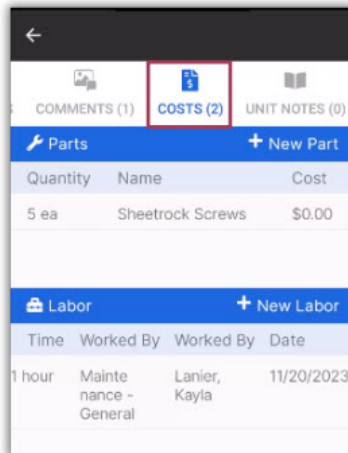 COMMENTS (1) COSTS (2) UNIT NOTES (0)
Parts + New Part
Quantity Name Cost
5 ea Sheetrock Screws $0.00
Labor + New Labor
Time Worked By Worked By Date
1 hour Mainte Lanier, 11/20/2023
nance - Kayla
General